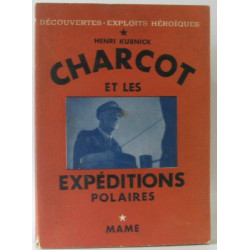 DÉCOUVERTES - EXPLOITS HÉROÏQUES
HENRI KUBNICK
CHARCOT
ET LES
EXPÉDITIONS
POLAIRES
MAME